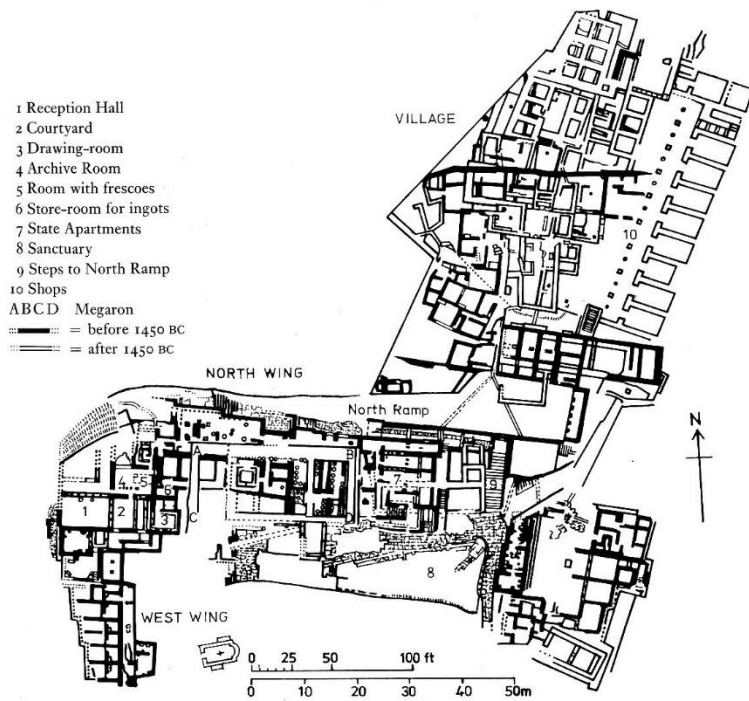 1 Reception Hall
2 Courtyard
3 Drawing-room
4 Archive Room
5 Room with frescoes
6 Store-room for ingots
7 State Apartments
8 Sanctuary
9 Steps to North Ramp
10 Shops
ABCD Megaron
= before 1450 BC
= after 1450 BC
VILLAGE
10
NORTH WING
North Ramp
N
A
B
4
5
7
6
9
1
2
3
C
D
8
WEST WING
0 25 50 100 ft
0 10 20 30 40 50m